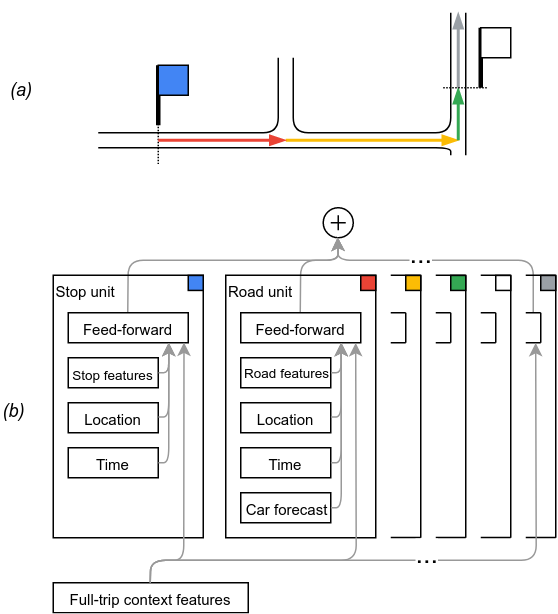 (a)
+
...
Stop unit
Road unit
Feed-forward
Feed-forward
Stop features
Road features
(b)
Location
Location
Time
Time
Car forecast
...
Full-trip context features